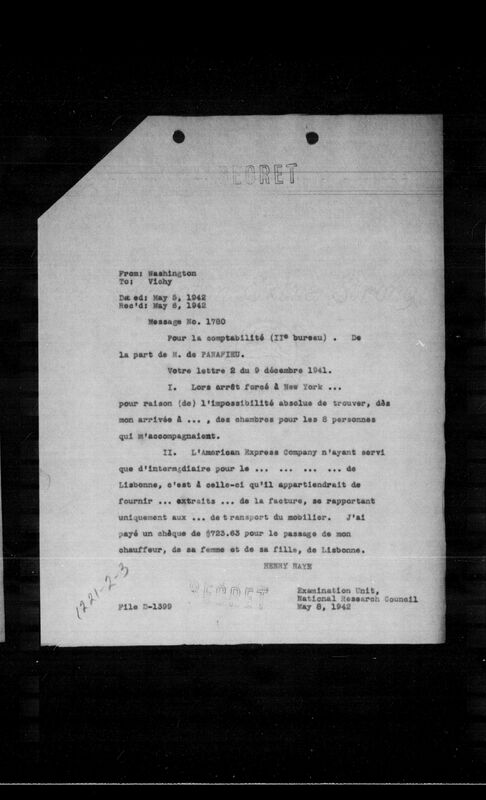 SECRET
From: Washington
To: Vichy
Dated: May 5, 1942
Rec'd: May 6, 1942
Message No. 1780
Pour la comptabilité (IIe bureau) . De
la part de M. de PANAFIEU.
Votre lettre 2 du 9 décembre 1941.
I. Lors arrêt forcé à New York ...
pour raison (de) l'impossibilité absolue de trouver, dès
mon arrivée à ... , des chambres pour les 8 personnes
qui m'accompagnaient.
II. L'American Express Company n'ayant servi
que d'intermédiaire pour le ... ... ... ... de
Lisbonne, c'est à celle-ci qu'il appartiendrait de
fournir ... extraits ... de la facture, se rapportant
uniquement aux ... de transport du mobilier. J'ai
payé un chèque de $723.63 pour le passage de mon
chauffeur, de sa femme et de sa fille, de Lisbonne.
HENRY HAYE
1221-2-3
SECRET
Examination Unit,
National Research Council
File D-1399 May 8, 1942